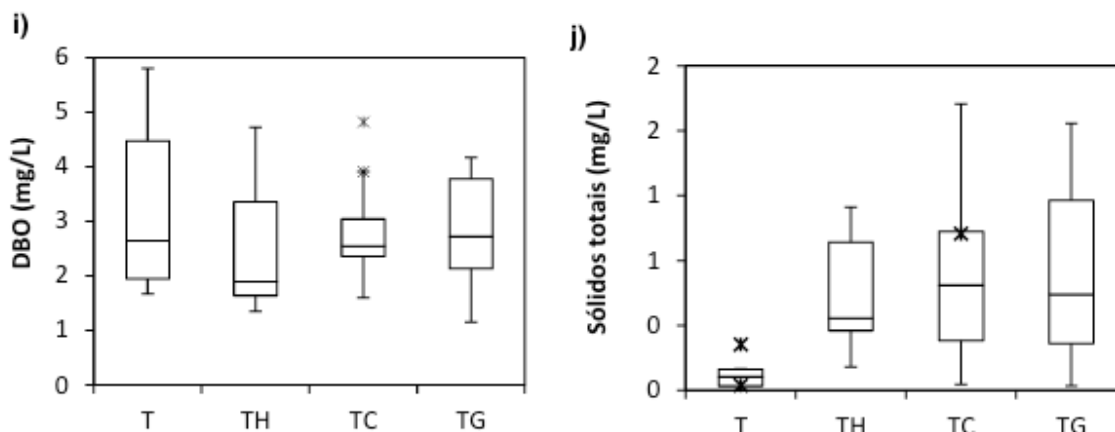 i)
DBO (mg/L)
6
5
4
3
2
1
0
T TH TC TG
j)
Sólidos totais (mg/L)
2
2
1
1
0
0
T TH TC TG